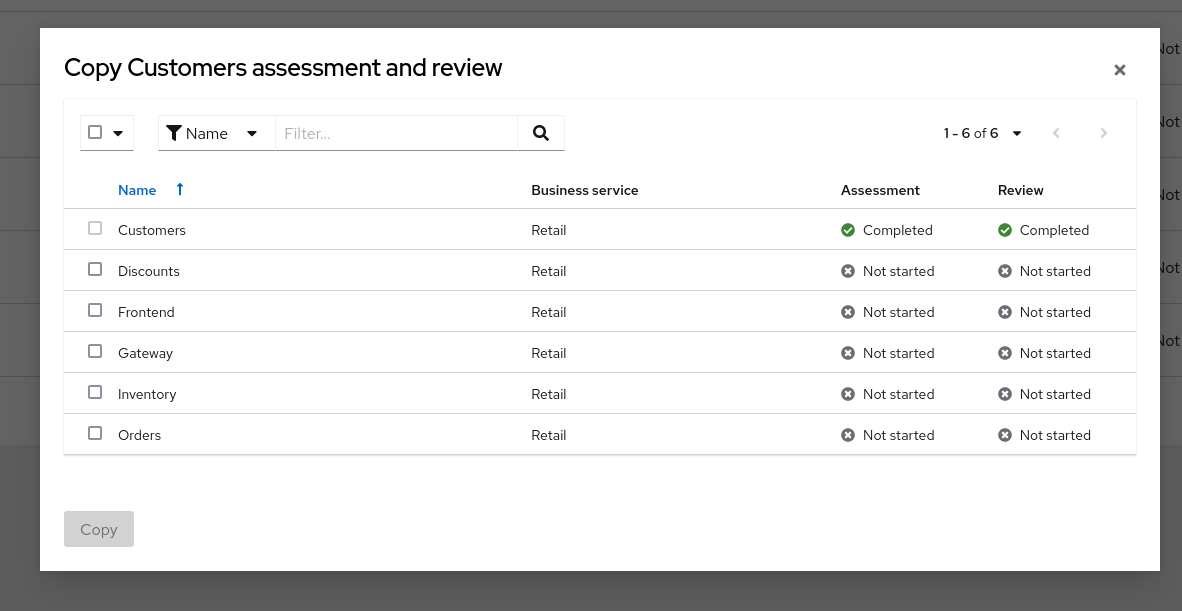 Copy Customers assessment and review
Name Filter... 1 - 6 of 6
Name Business service Assessment Review
Customers Retail Completed Completed
Discounts Retail Not started Not started
Frontend Retail Not started Not started
Gateway Retail Not started Not started
Inventory Retail Not started Not started
Orders Retail Not started Not started
Copy
Not
Not
Not
Not
Not